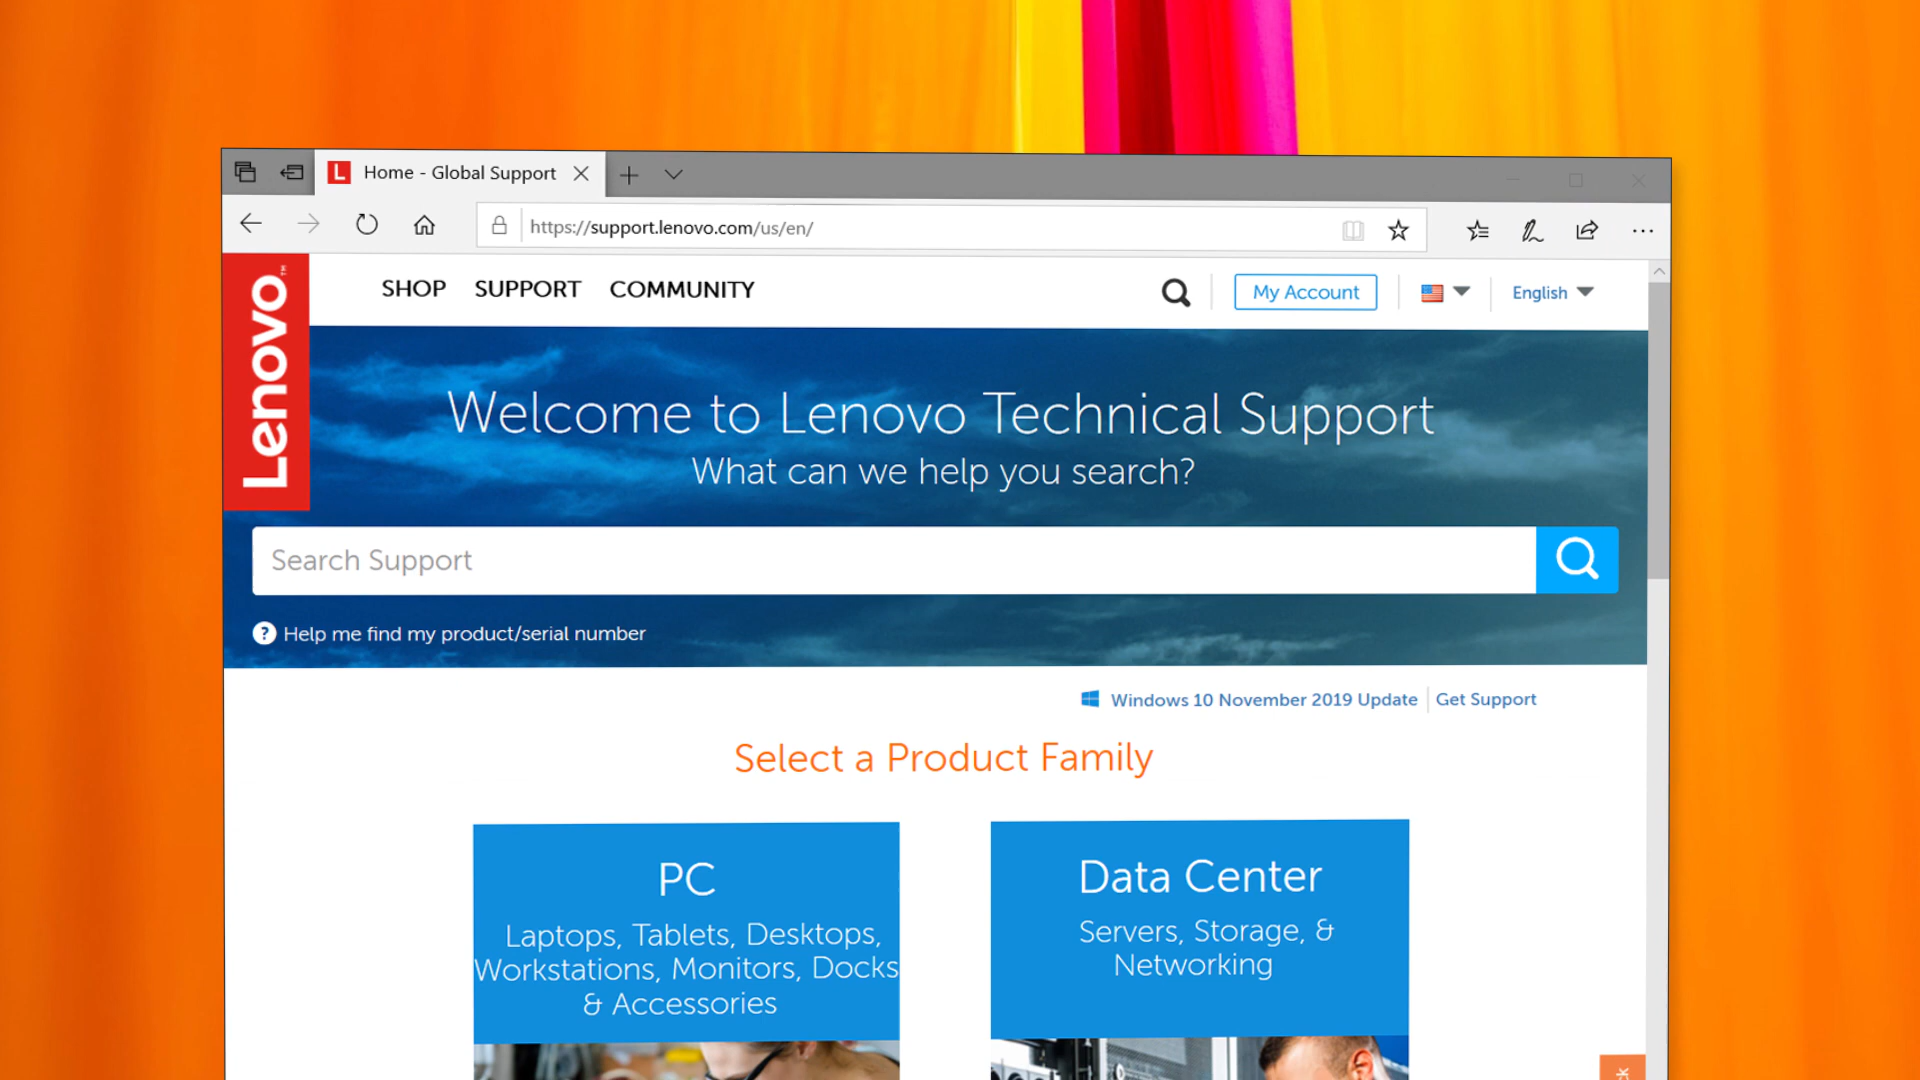 Home - Global Support
https://support.lenovo.com/us/en/
Lenovo™
SHOP SUPPORT COMMUNITY
My Account
English
Welcome to Lenovo Technical Support
What can we help you search?
Search Support
? Help me find my product/serial number
Windows 10 November 2019 Update Get Support
Select a Product Family
PC
Laptops, Tablets, Desktops,
Workstations, Monitors, Docks
& Accessories
Data Center
Servers, Storage, &
Networking